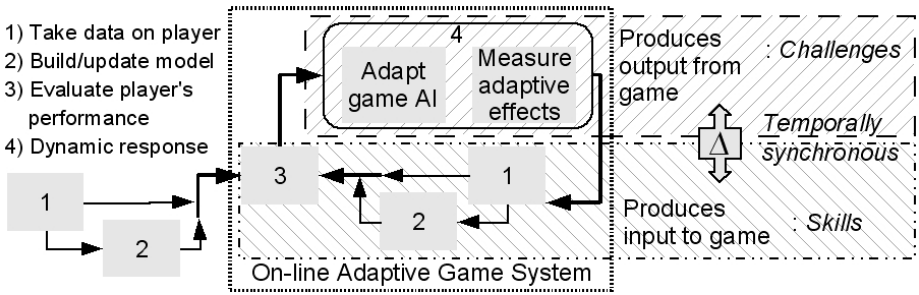 1) Take data on player
2) Build/update model
3) Evaluate player's
performance
4) Dynamic response
1
2
4
Adapt
game AI
Measure
adaptive
effects
3
1
2
On-line Adaptive Game System
Produces
output from
game
: Challenges
Δ
Temporally
synchronous
Produces
input to game
: Skills